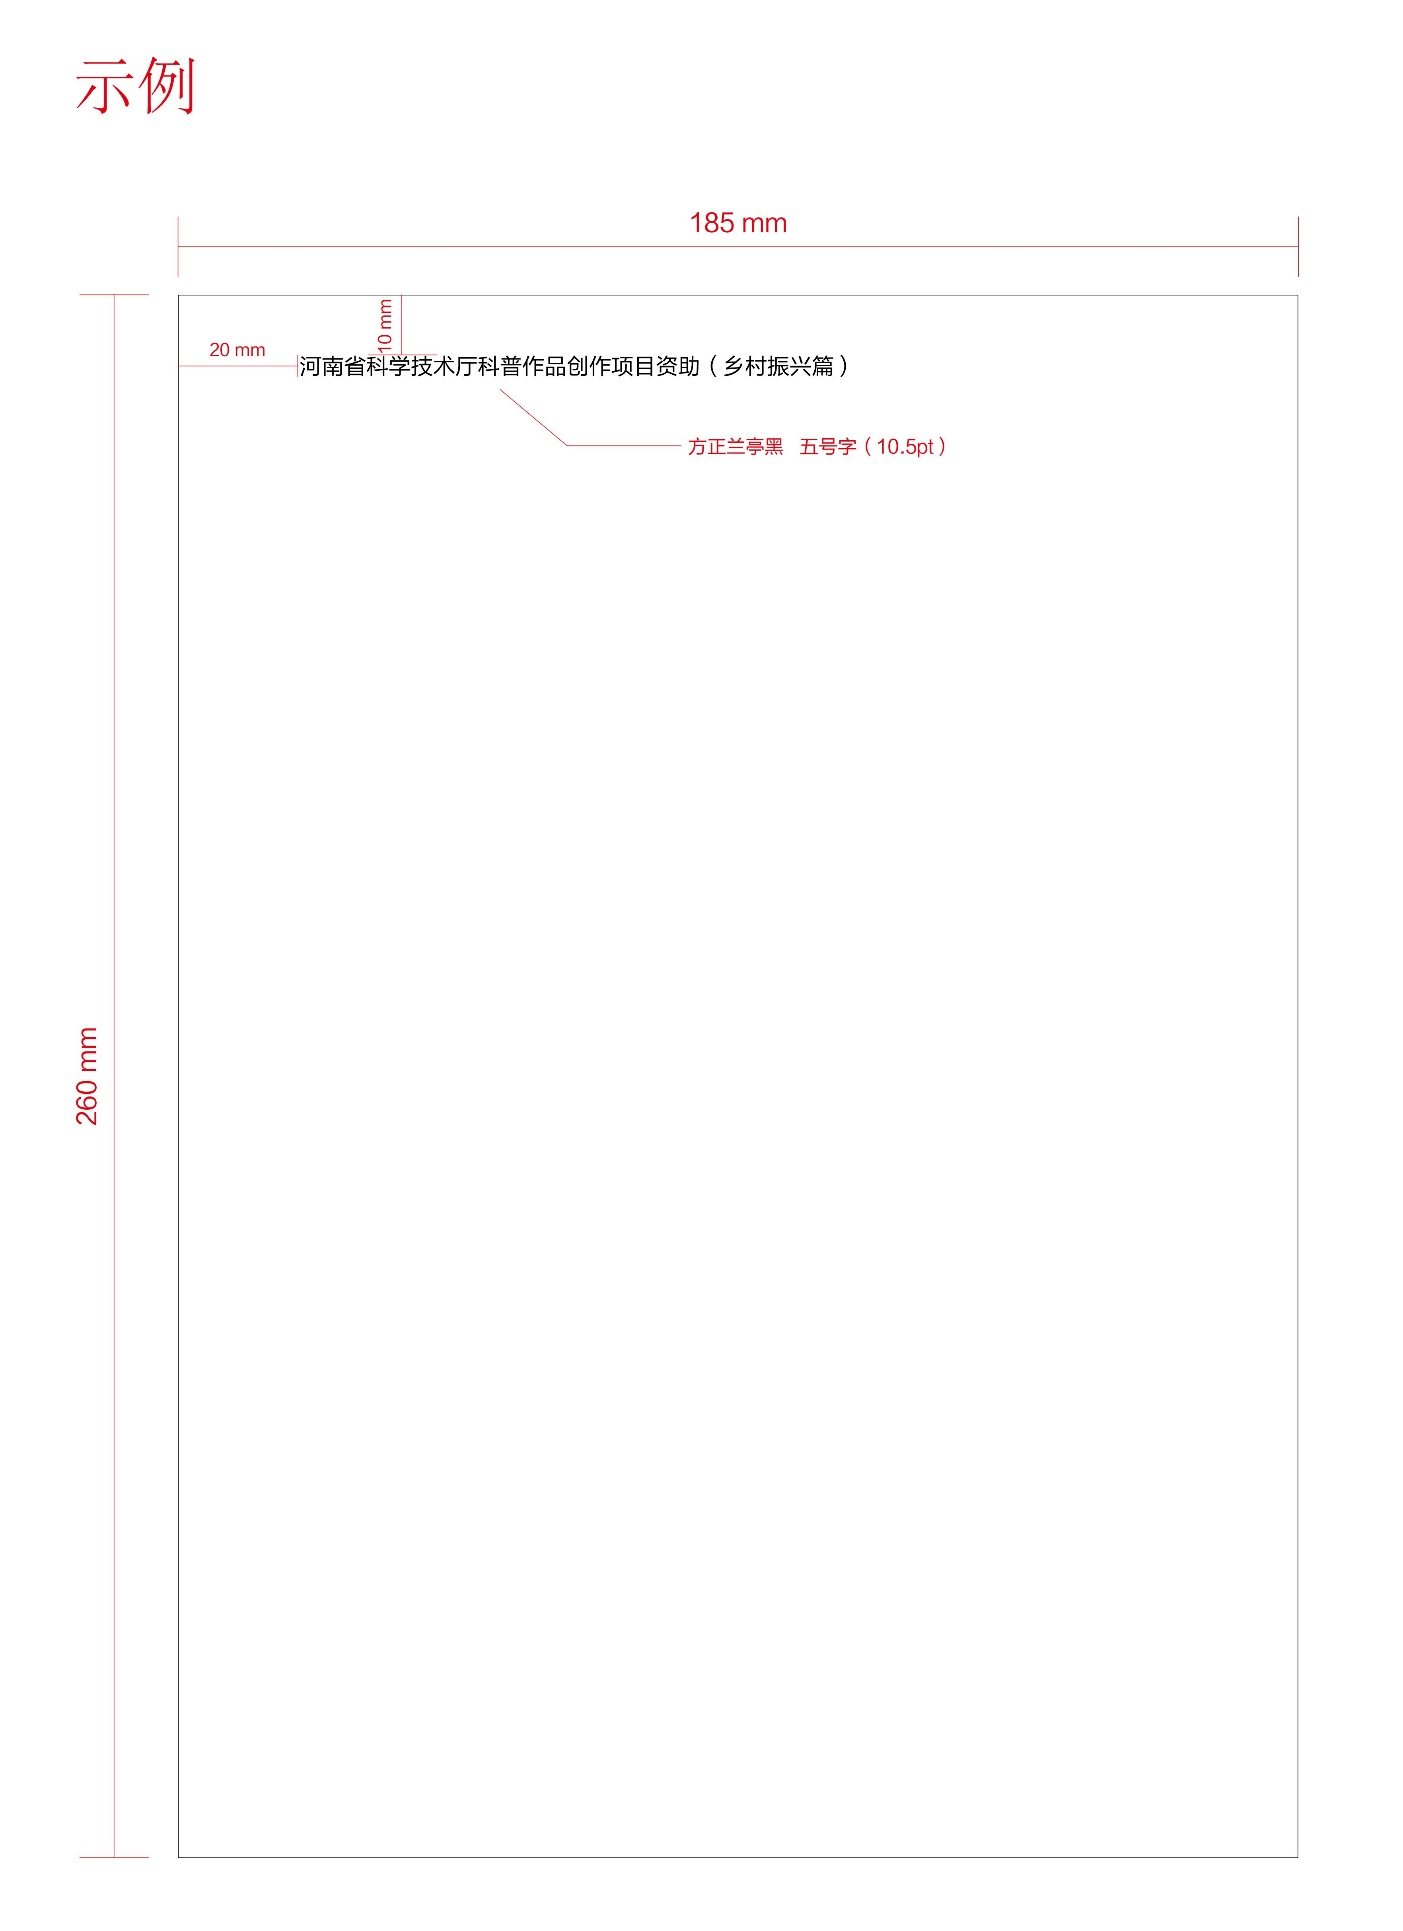 示例
185 mm
10 mm
20 mm
河南省科学技术厅科普作品创作项目资助（乡村振兴篇）
方正兰亭黑 五号字（10.5pt）
260 mm